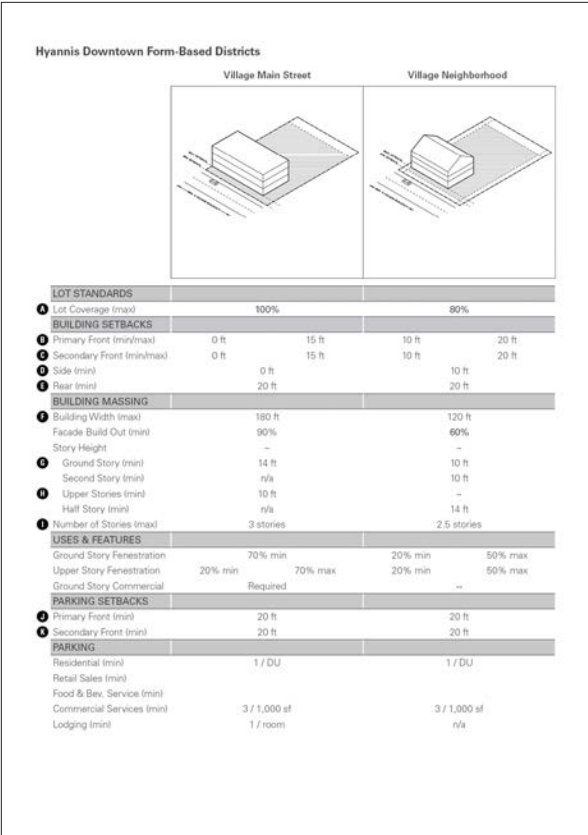 Hyannis Downtown Form-Based Districts
Village Main Street Village Neighborhood
LOT STANDARDS
A Lot Coverage (max) 100% 80%
BUILDING SETBACKS
B Primary Front (min/max) 0 ft 15 ft 10 ft 20 ft
C Secondary Front (min/max) 0 ft 15 ft 10 ft 20 ft
D Side (min) 0 ft 10 ft
E Rear (min) 20 ft 20 ft
BUILDING MASSING
F Building Width (max) 180 ft 120 ft
Facade Build Out (min) 90% 60%
Story Height – –
G Ground Story (min) 14 ft 10 ft
Second Story (min) n/a 10 ft
H Upper Stories (min) 10 ft –
Half Story (min) n/a 14 ft
I Number of Stories (max) 3 stories 2.5 stories
USES & FEATURES
Ground Story Fenestration 70% min 20% min 50% max
Upper Story Fenestration 20% min 70% max 20% min 50% max
Ground Story Commercial Required --
PARKING SETBACKS
J Primary Front (min) 20 ft 20 ft
K Secondary Front (min) 20 ft 20 ft
PARKING
Residential (min) 1 / DU 1 / DU
Retail Sales (min)
Food & Bev. Service (min)
Commercial Services (min) 3 / 1,000 sf 3 / 1,000 sf
Lodging (min) 1 / room n/a